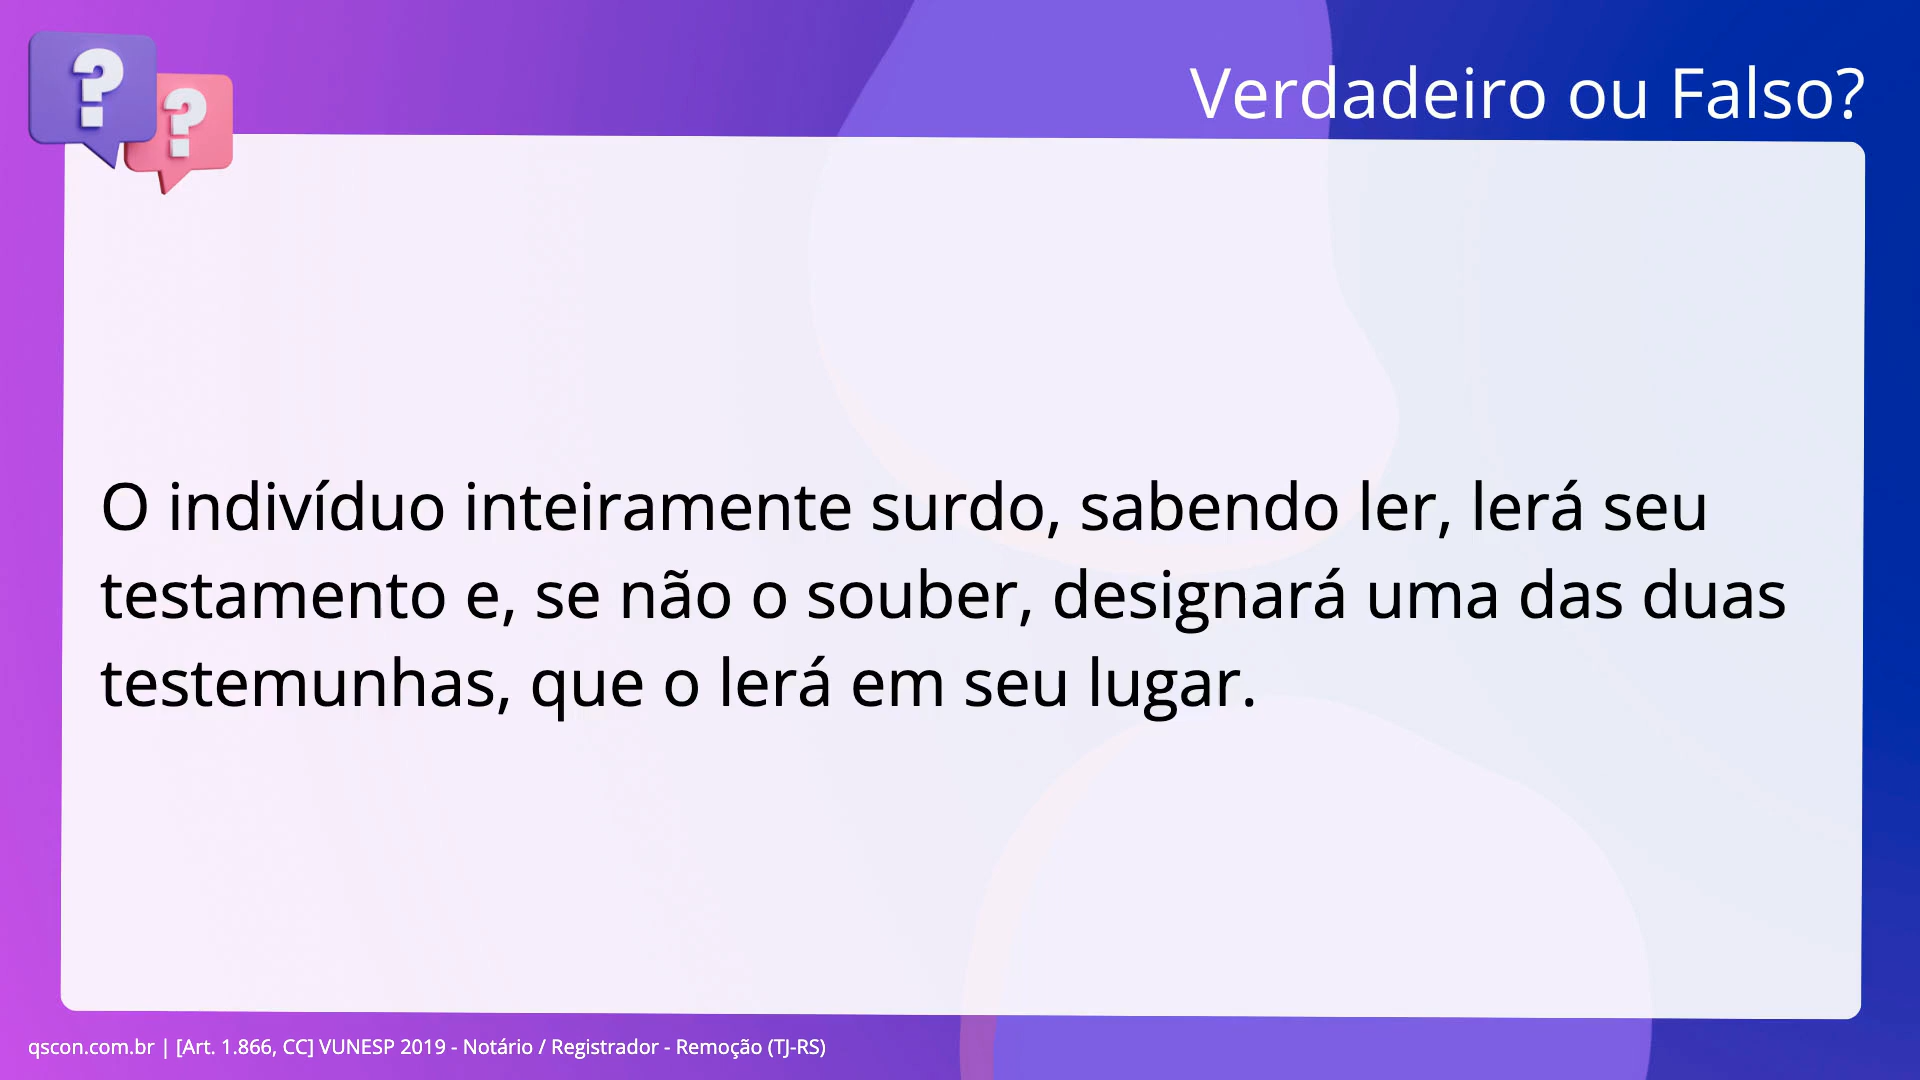 Verdadeiro ou Falso?
O indivíduo inteiramente surdo, sabendo ler, lerá seu
testamento e, se não o souber, designará uma das duas
testemunhas, que o lerá em seu lugar.
qscon.com.br | [Art. 1.866, CC] VUNESP 2019 - Notário / Registrador - Remoção (TJ-RS)